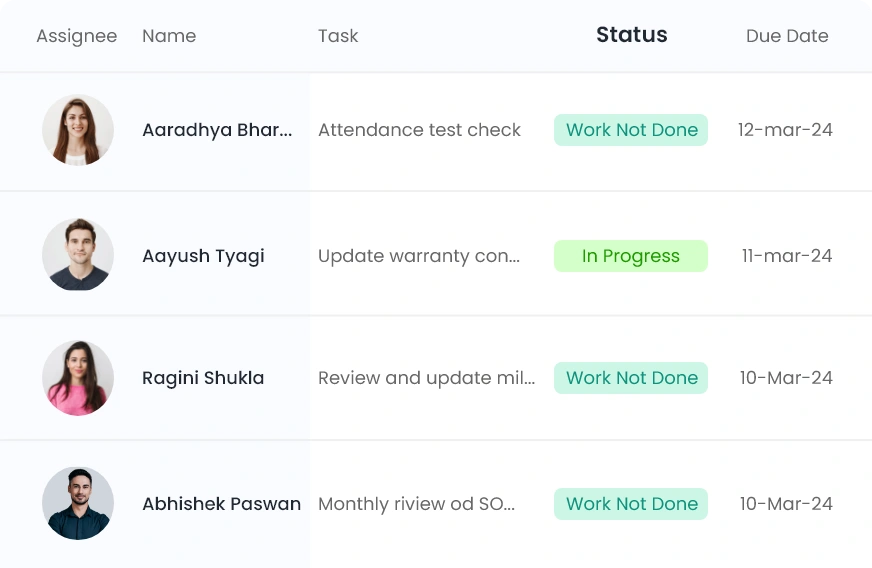 Assignee Name Task Status Due Date
Aaradhya Bhar... Attendance test check Work Not Done 12-mar-24
Aayush Tyagi Update warranty con... In Progress 11-mar-24
Ragini Shukla Review and update mil... Work Not Done 10-Mar-24
Abhishek Paswan Monthly riview od SO... Work Not Done 10-Mar-24